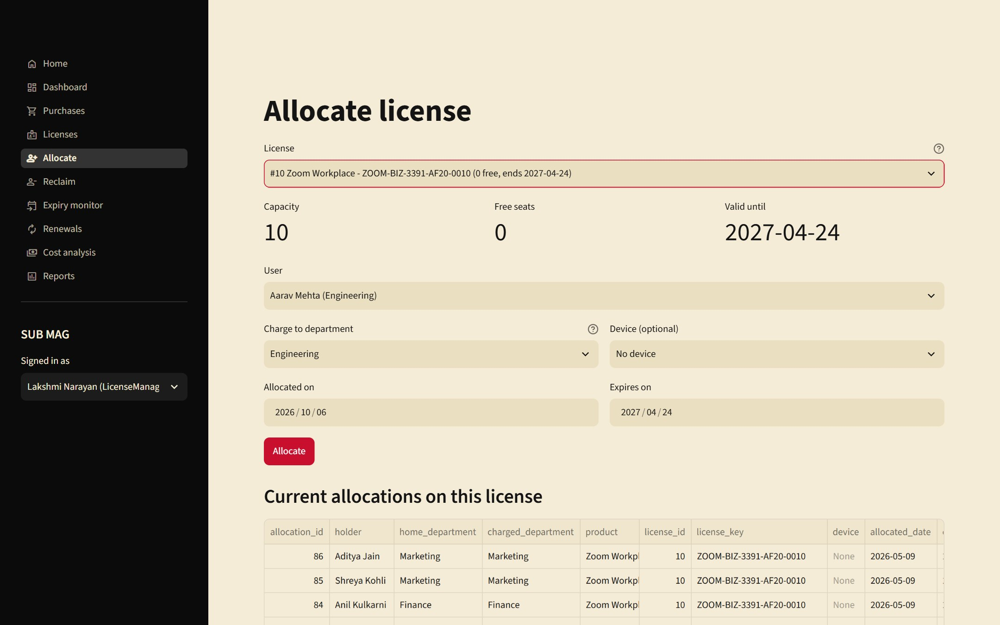 Home
Dashboard
Purchases
Licenses
Allocate
Reclaim
Expiry monitor
Renewals
Cost analysis
Reports
SUB MAG
Signed in as
Lakshmi Narayan (LicenseManag
Allocate license
License
#10 Zoom Workplace - ZOOM-BIZ-3391-AF20-0010 (0 free, ends 2027-04-24)
Capacity Free seats Valid until
10 0 2027-04-24
User
Aarav Mehta (Engineering)
Charge to department Device (optional)
Engineering No device
Allocated on Expires on
2026/10/06 2027/04/24
Allocate
Current allocations on this license
allocation_id holder home_department charged_department product license_id license_key device allocated_date
86 Aditya Jain Marketing Marketing Zoom Workpl 10 ZOOM-BIZ-3391-AF20-0010 None 2026-05-09
85 Shreya Kohli Marketing Marketing Zoom Workpl 10 ZOOM-BIZ-3391-AF20-0010 None 2026-05-09
84 Anil Kulkarni Finance Finance Zoom Workpl 10 ZOOM-BIZ-3391-AF20-0010 None 2026-05-09